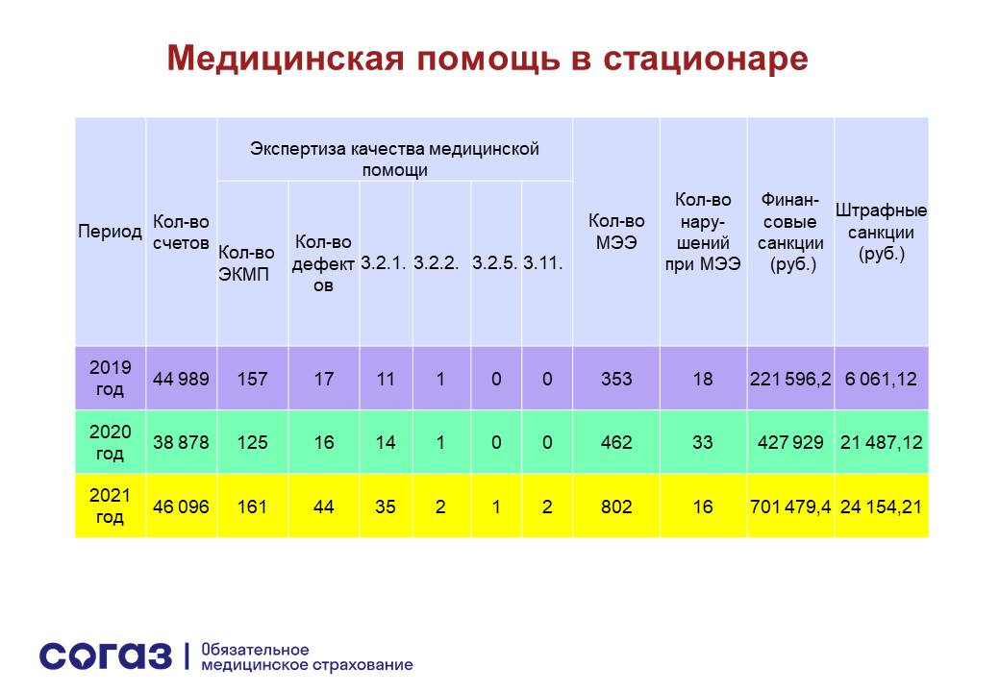 Медицинская помощь в стационаре
Период
Кол-во
счетов
Экспертиза качества медицинской
помощи
Кол-во
ЭКМП
Кол-во
дефект
ов
3.2.1.
3.2.2.
3.2.5.
3.11.
Кол-во
МЭЭ
Кол-во
нару-
шений
при МЭЭ
Финан-
совые
санкции
(руб.)
Штрафные
санкции
(руб.)
2019
год
44 989 157 17 11 1 0 0 353 18 221 596,2 6 061,12
2020
год
38 878 125 16 14 1 0 0 462 33 427 929 21 487,12
2021
год
46 096 161 44 35 2 1 2 802 16 701 479,4 24 154,21
согаз
Обязательное
медицинское страхование